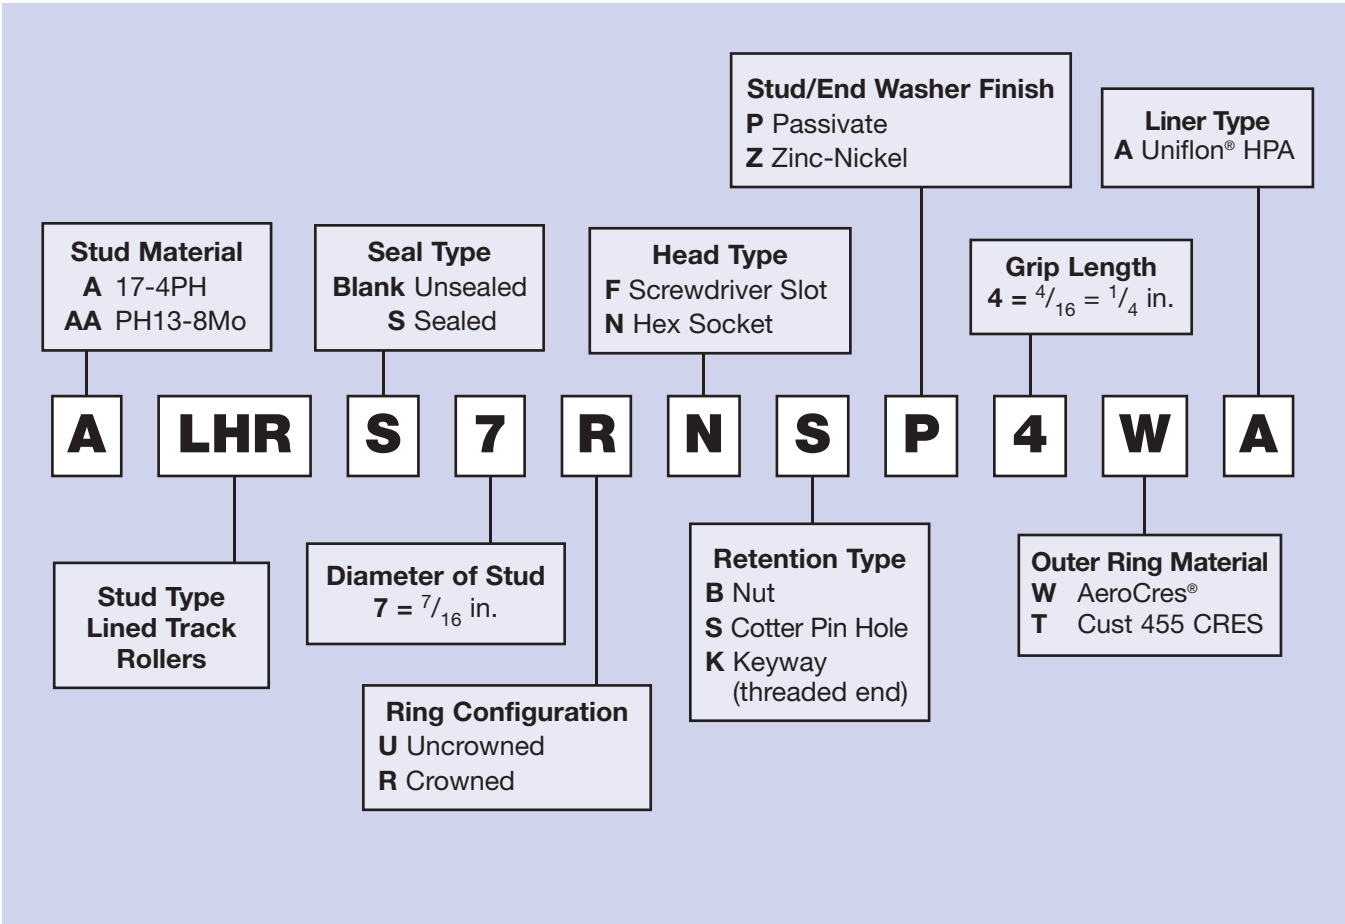 Stud/End Washer Finish
P Passivate
Z Zinc-Nickel
Liner Type
A Uniflon® HPA
Stud Material
A 17-4PH
AA PH13-8Mo
Seal Type
Blank Unsealed
S Sealed
Head Type
F Screwdriver Slot
N Hex Socket
Grip Length
4 = 4/16 = 1/4 in.
A LHR S 7 R N S P 4 W A
Stud Type
Lined Track
Rollers
Diameter of Stud
7 = 7/16 in.
Ring Configuration
U Uncrowned
R Crowned
Retention Type
B Nut
S Cotter Pin Hole
K Keyway
(threaded end)
Outer Ring Material
W AeroCres®
T Cust 455 CRES